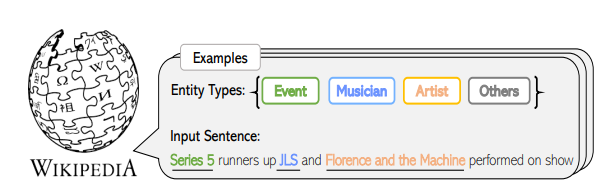 Examples
Entity Types: { Event Musician Artist Others }
Input Sentence:
Series 5 runners up JLS and Florence and the Machine performed on show
WIKIPEDIA